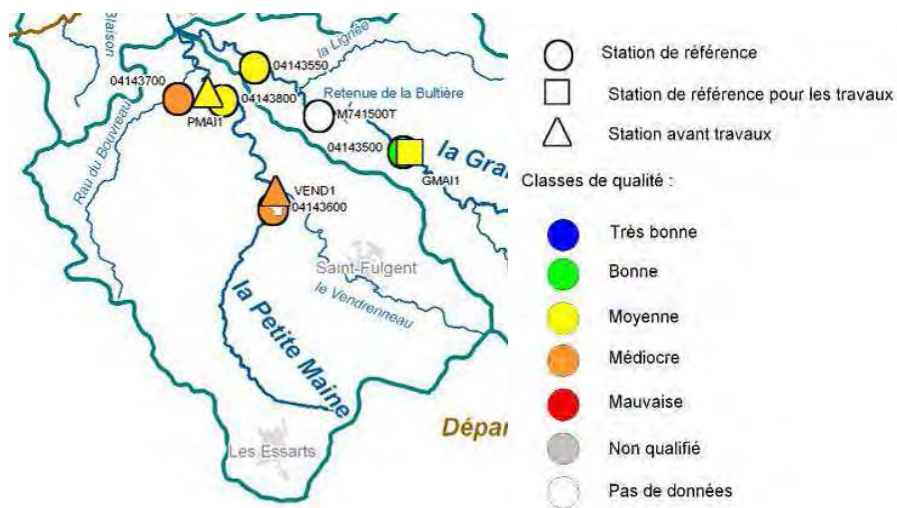 Blaison
la Lignée
04143550
04143700
Retenue de la Bultière
04143800
M741500T
PMAI1
04143500
la Gra
GMAI1
Rau du Bouvreau
VEND1
04143600
Saint-Fulgent
le Vendrenneau
la Petite Maine
Dépar
Les Essarts
Station de référence
Station de référence pour les travaux
Station avant travaux
Classes de qualité :
Très bonne
Bonne
Moyenne
Médiocre
Mauvaise
Non qualifié
Pas de données